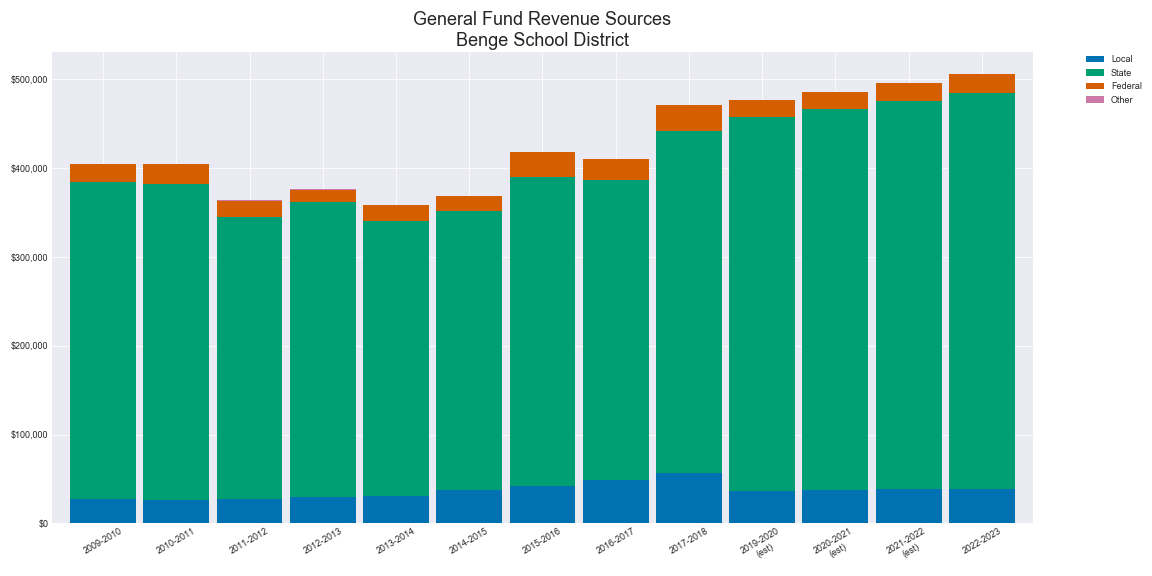 General Fund Revenue Sources
Benge School District
Local
State
Federal
Other
$500,000
$400,000
$300,000
$200,000
$100,000
$0
2009-2010
2010-2011
2011-2012
2012-2013
2013-2014
2014-2015
2015-2016
2016-2017
2017-2018
2019-2020
(est)
2020-2021
(est)
2021-2022
(est)
2022-2023